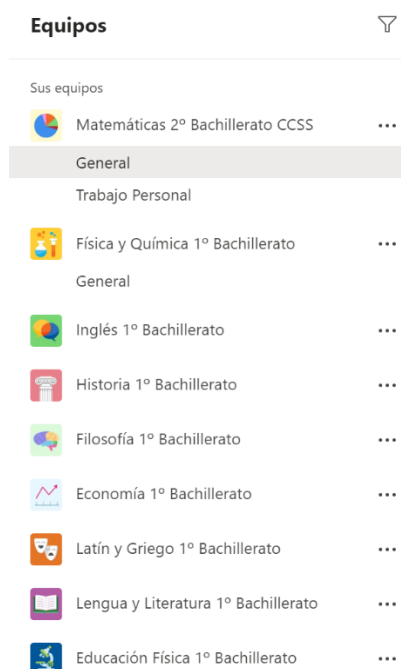 Equipos
Sus equipos
Matemáticas 2º Bachillerato CCSS
General
Trabajo Personal
Física y Química 1º Bachillerato
General
Inglés 1º Bachillerato
Historia 1º Bachillerato
Filosofía 1º Bachillerato
Economía 1º Bachillerato
Latín y Griego 1º Bachillerato
Lengua y Literatura 1º Bachillerato
Educación Física 1º Bachillerato